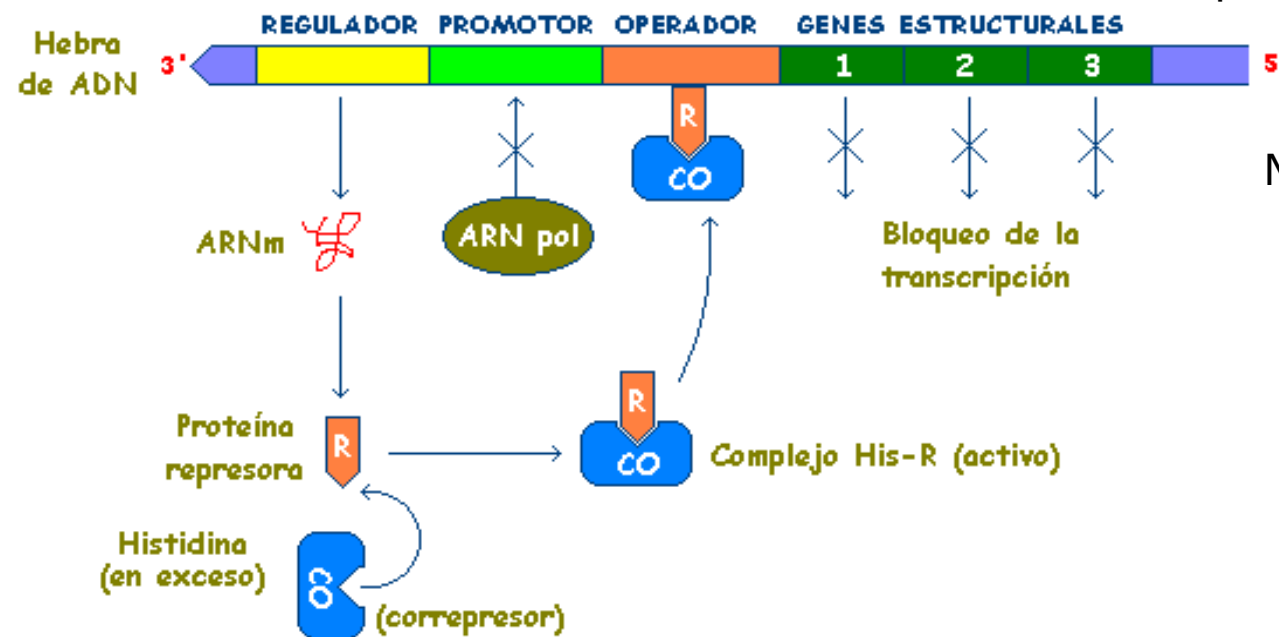 REGULADOR PROMOTOR OPERADOR GENES ESTRUCTURALES
Hebra
de ADN
3' 1 2 3 5
R
CO
N
ARNm
ARN pol
Bloqueo de la
transcripción
Proteína
represora
R
R
CO
Complejo His-R (activo)
Histidina
(en exceso)
CO
(correpresor)